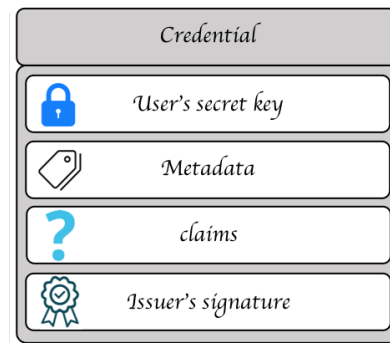 Credential
User's secret key
Metadata
claims
Issuer's signature